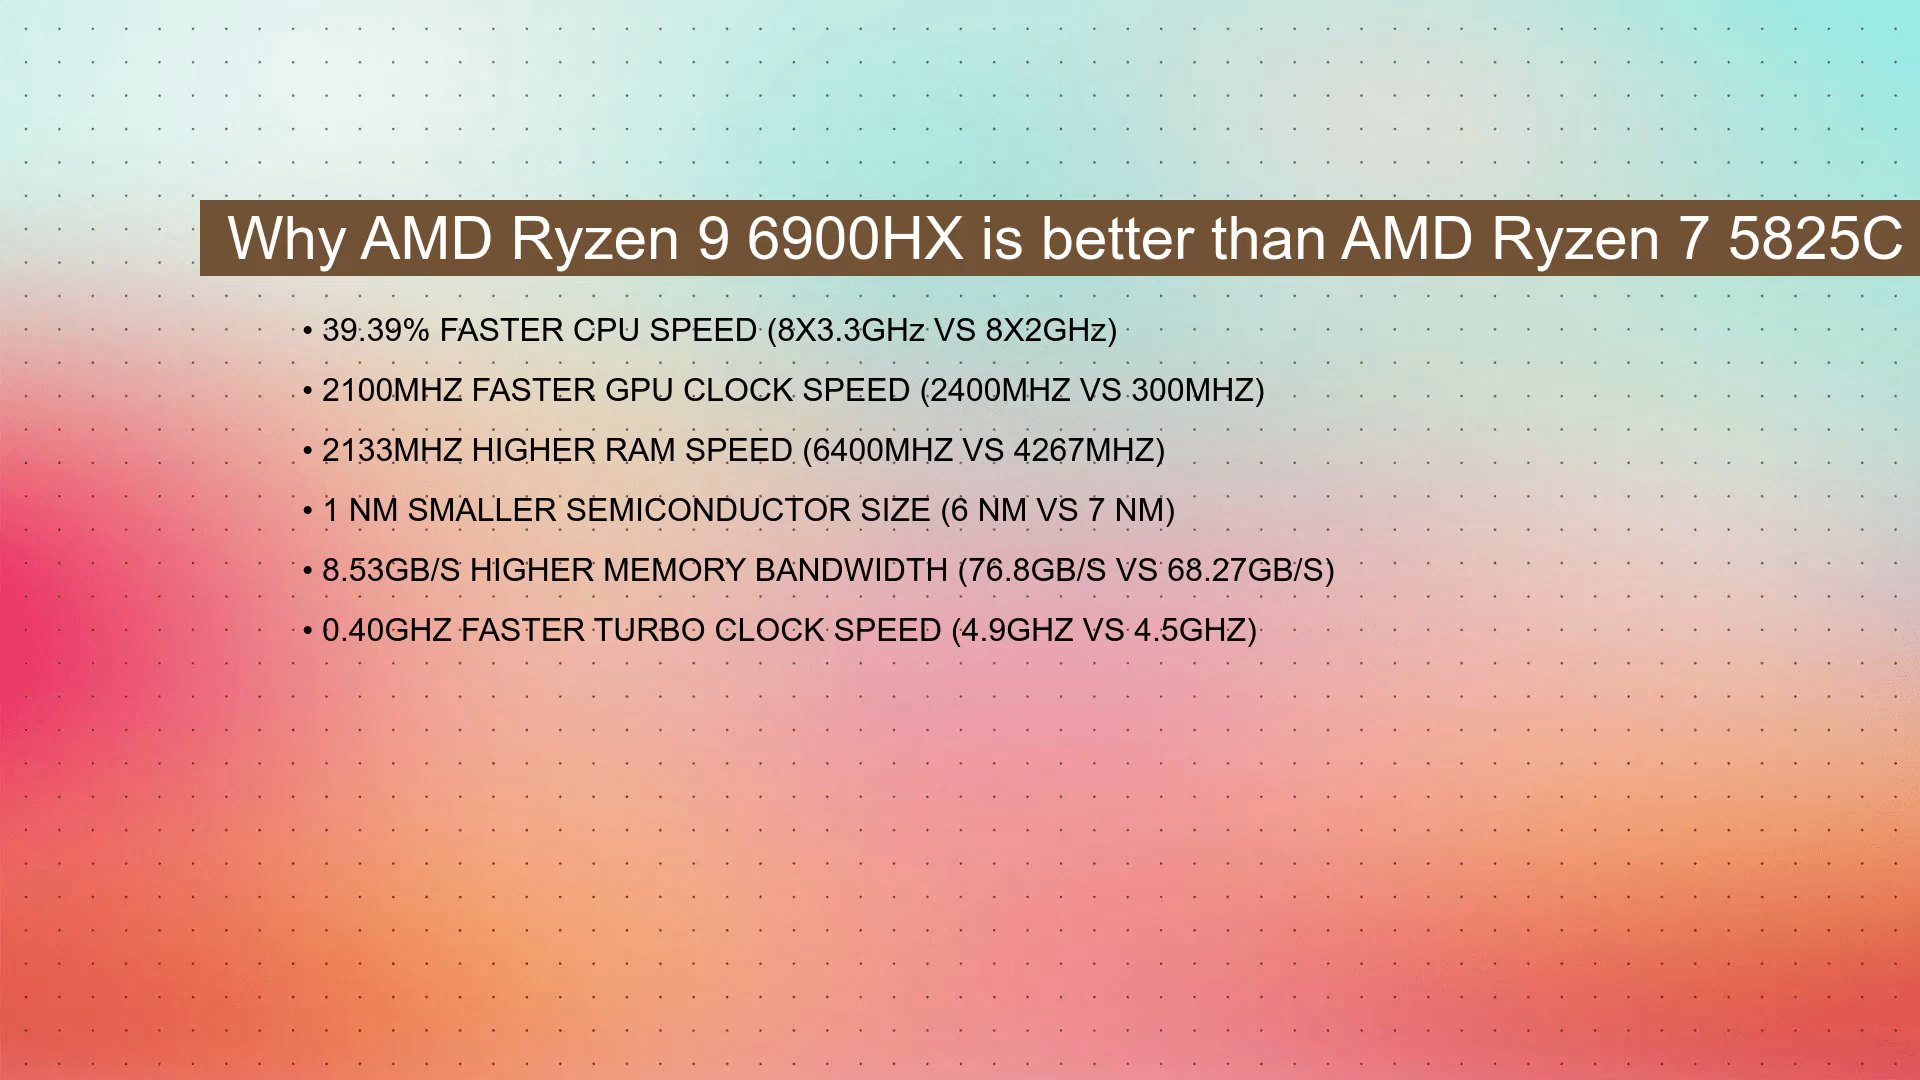 Why AMD Ryzen 9 6900HX is better than AMD Ryzen 7 5825C
• 39.39% FASTER CPU SPEED (8X3.3GHz VS 8X2GHz)
• 2100MHZ FASTER GPU CLOCK SPEED (2400MHZ VS 300MHZ)
• 2133MHZ HIGHER RAM SPEED (6400MHZ VS 4267MHZ)
• 1 NM SMALLER SEMICONDUCTOR SIZE (6 NM VS 7 NM)
• 8.53GB/S HIGHER MEMORY BANDWIDTH (76.8GB/S VS 68.27GB/S)
• 0.40GHZ FASTER TURBO CLOCK SPEED (4.9GHZ VS 4.5GHZ)